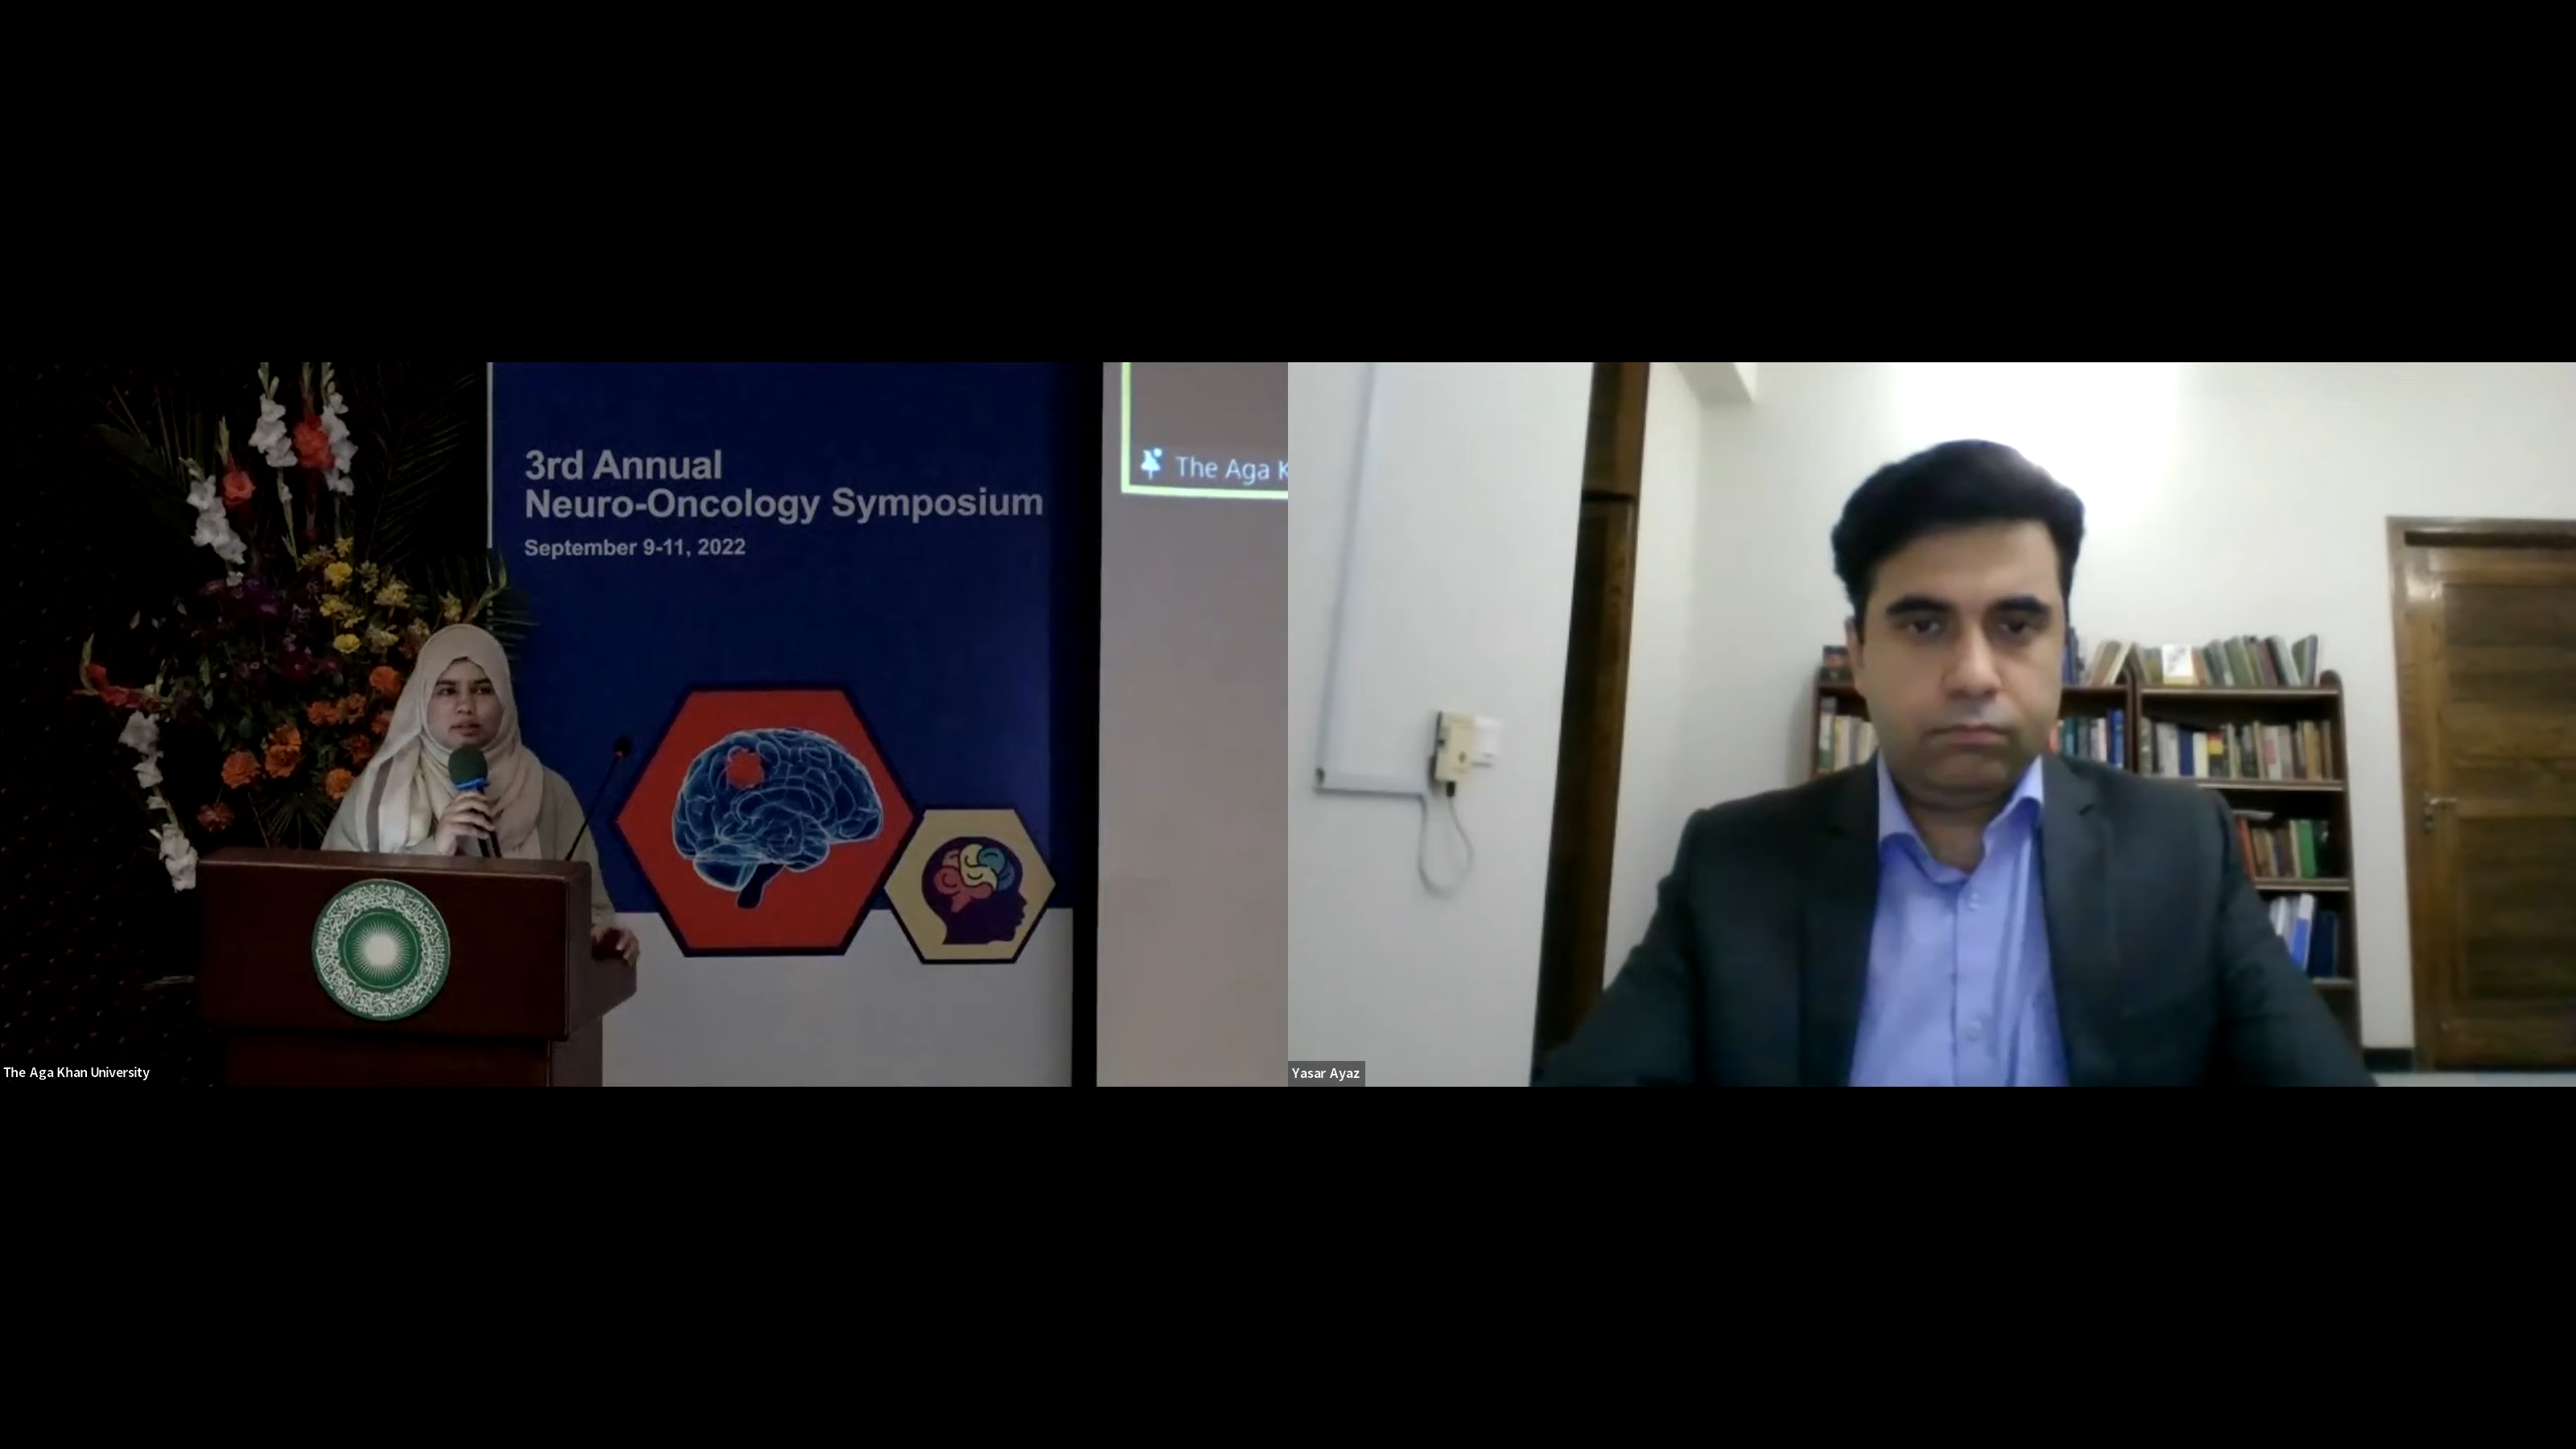 3rd Annual
Neuro-Oncology Symposium
September 9-11, 2022
The Aga K
The Aga Khan University
Yasar Ayaz